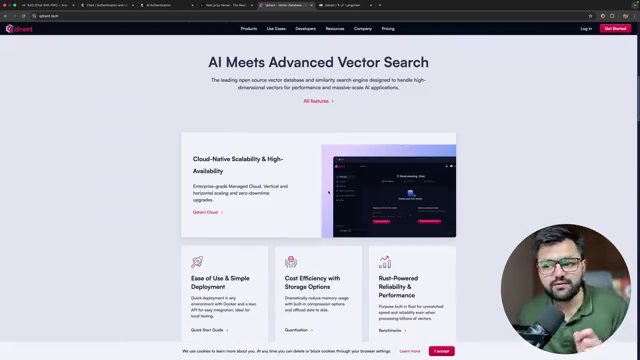 qdrant.tech
qdrant
Products Use Cases Developers Resources Company Pricing
Log in
Get Started
AI Meets Advanced Vector Search
The leading open source vector database and similarity search engine designed to handle high-
dimensional vectors for performance and massive-scale AI applications.
All features
Cloud-Native Scalability & High-
Availability
Enterprise-grade Managed Cloud. Vertical and
horizontal scaling and zero-downtime
upgrades.
Qdrant Cloud
Ease of Use & Simple
Deployment
Quick deployment in any
environment with Docker and a lean
API for easy integration, ideal for
local testing.
Quick Start Guide
Cost Efficiency with
Storage Options
Dramatically reduce memory usage
with built-in compression options
and offload data to disk.
Quantization
Rust-Powered
Reliability &
Performance
Purpose built in Rust for unmatched
speed and reliability even when
processing billions of vectors.
Benchmarks
We use cookies to learn more about you. At any time you can delete or block cookies through your browser settings.
Learn more
I accept